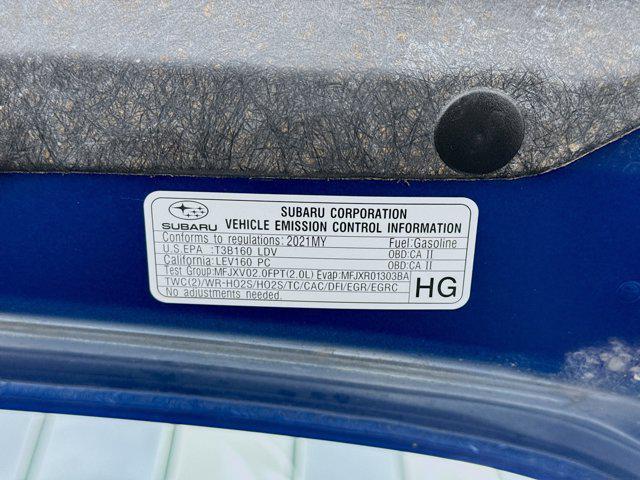 SUBARU CORPORATION
SUBARU VEHICLE EMISSION CONTROL INFORMATION
Conforms to regulations: 2021MY Fuel:Gasoline
U.S.EPA :T3B160 LDV OBD:CA II
California:LEV160 PC OBD:CA II
Test Group:MFJXV02.0FPT(2.0L) Evap:MFJXR01303BA
TWC(2)/WR-HO2S/HO2S/TC/CAC/DFI/EGR/EGRC
No adjustments needed.
HG